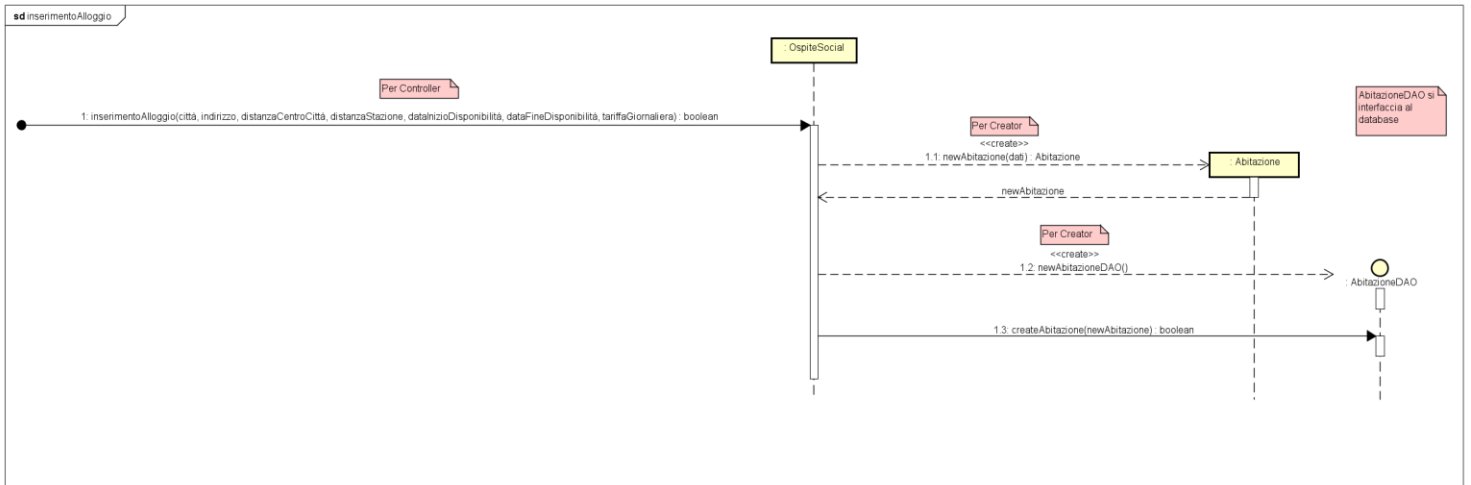 sd inserimentoAlloggio
: OspiteSocial
Per Controller
AbitazioneDAO si
interfaccia al
database
1: inserimentoAlloggio(città, indirizzo, distanzaCentroCittà, distanzaStazione, dataInizioDisponibilità, dataFineDisponibilità, tariffaGiornaliera) : boolean
Per Creator
<<create>>
1.1: newAbitazione(dati) : Abitazione
: Abitazione
newAbitazione
Per Creator
<<create>>
1.2: newAbitazioneDAO()
: AbitazioneDAO
1.3: createAbitazione(newAbitazione) : boolean